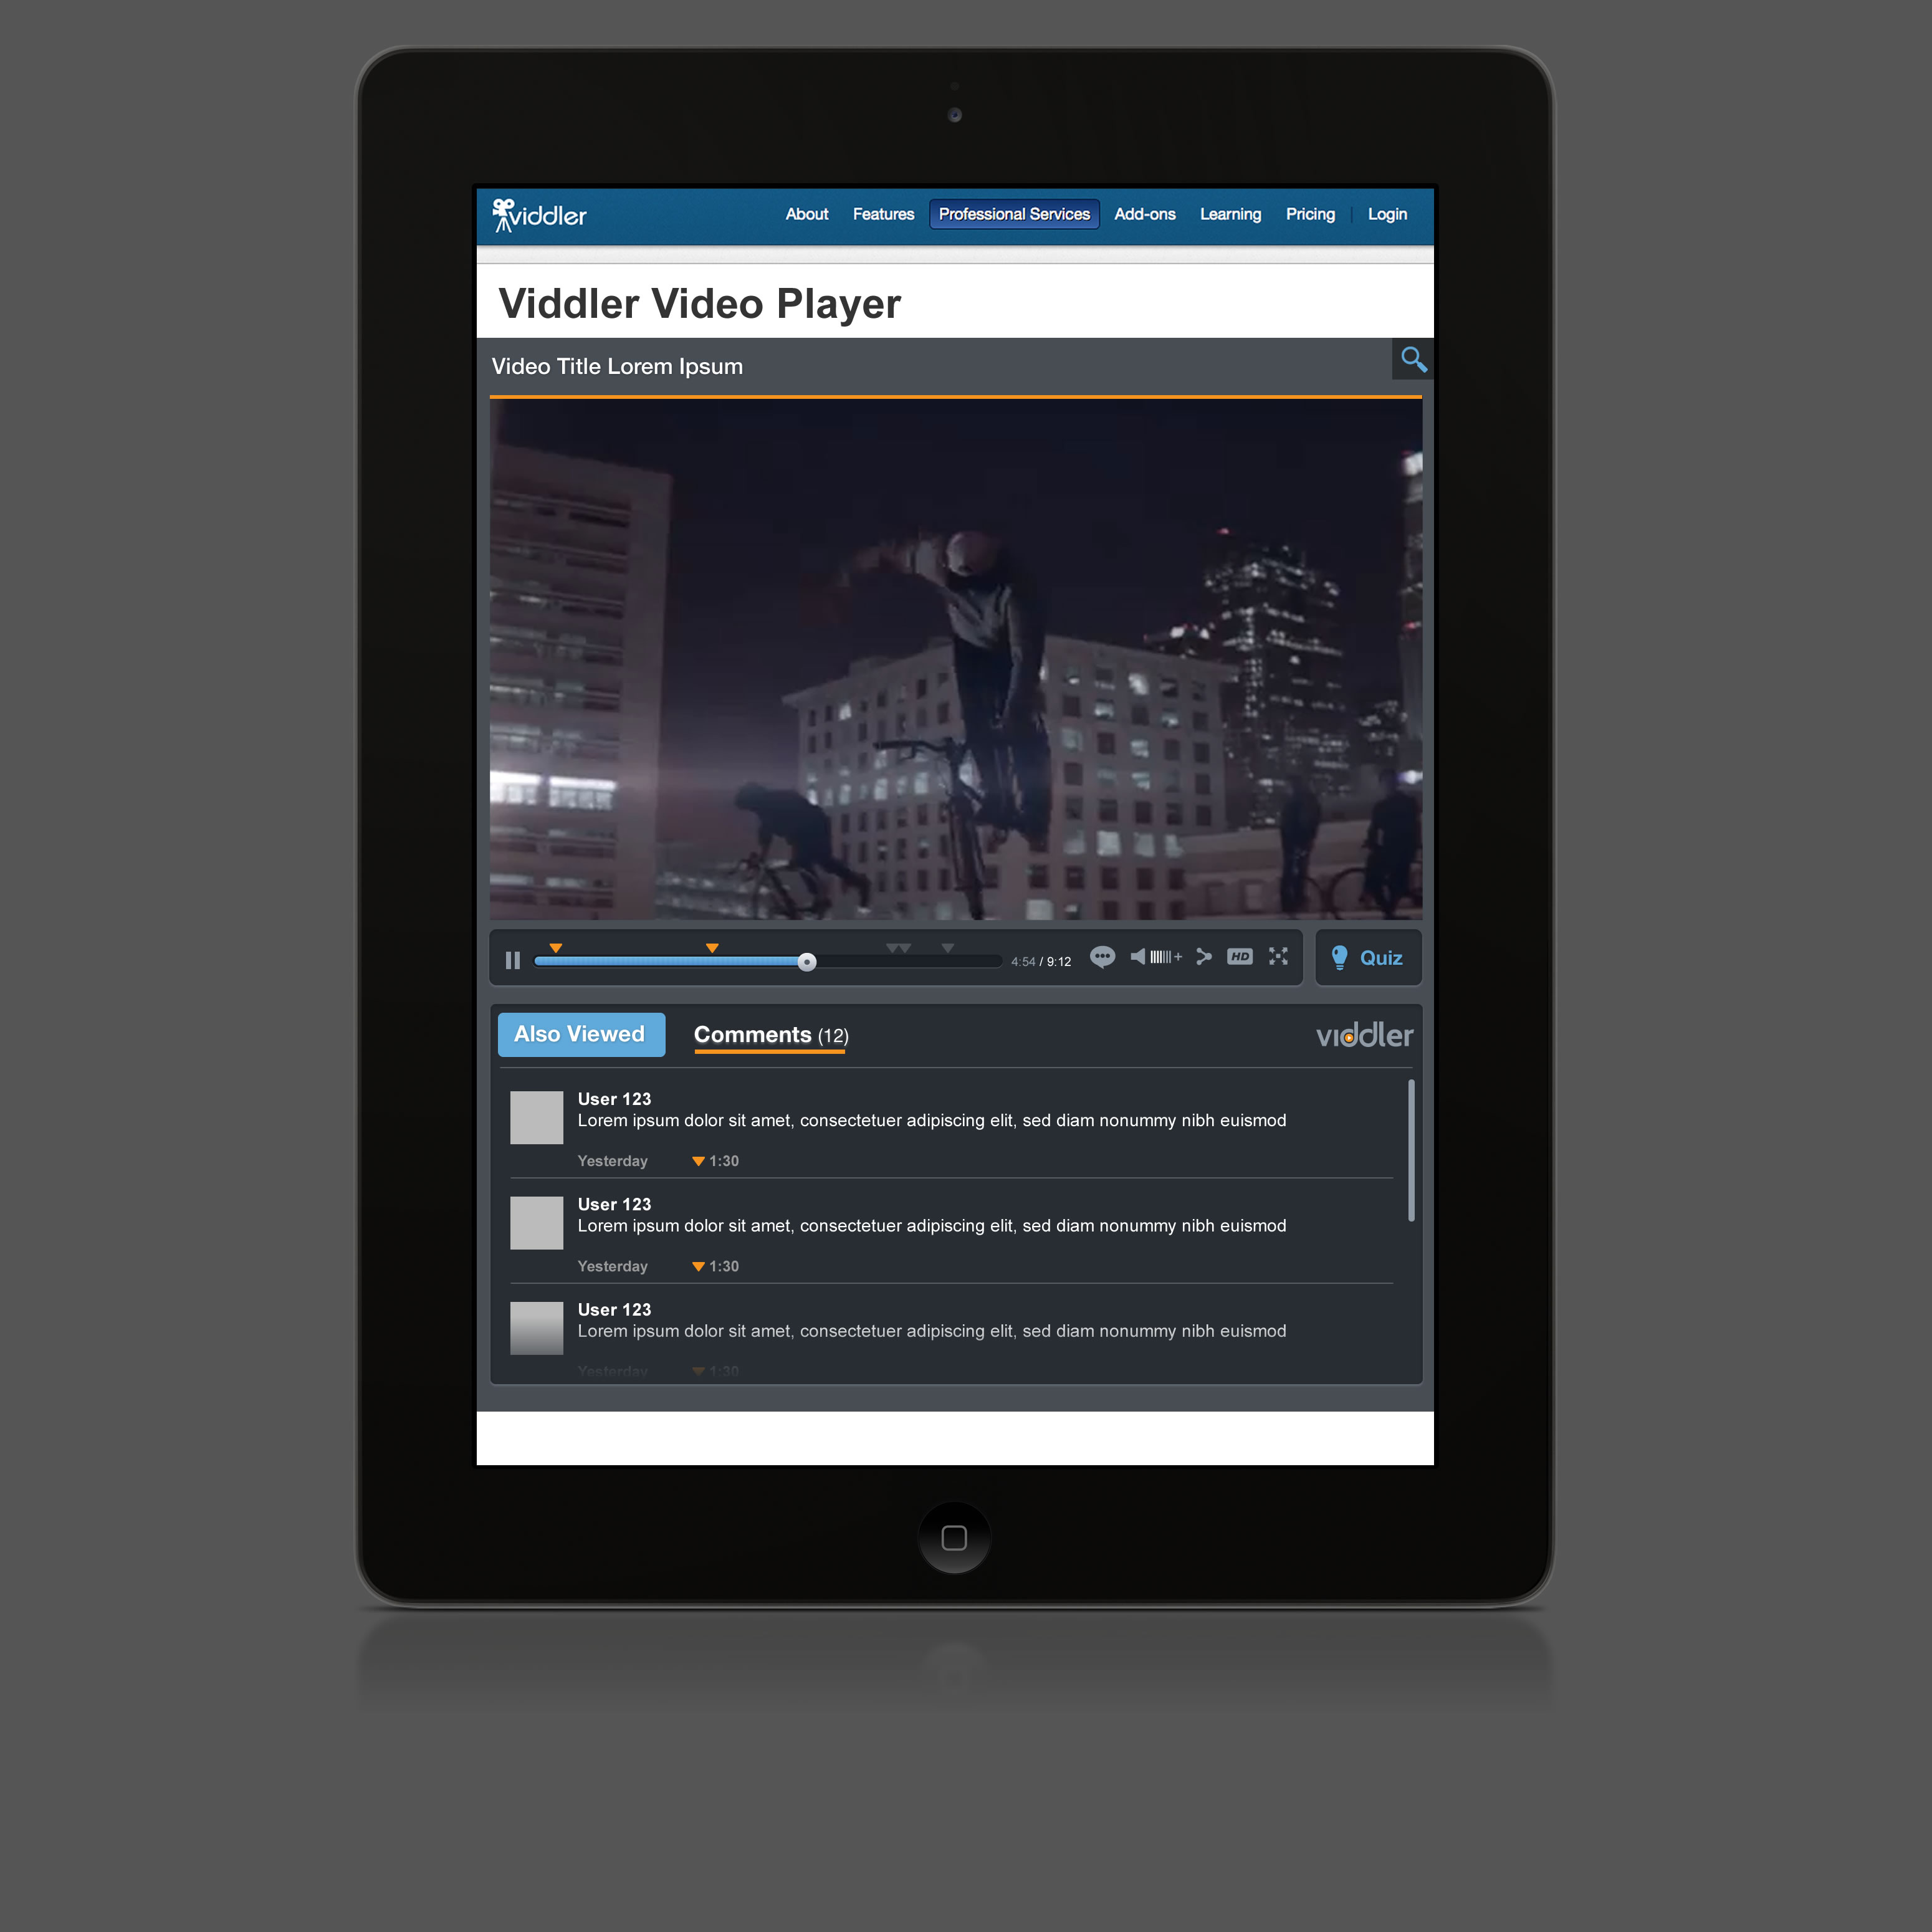 viddler
About Features Professional Services Add-ons Learning Pricing Login
Viddler Video Player
Video Title Lorem Ipsum
4:54 / 9:12
HD
Quiz
Also Viewed
Comments (12)
viddler
User 123
Lorem ipsum dolor sit amet, consectetuer adipiscing elit, sed diam nonummy nibh euismod
Yesterday 1:30
User 123
Lorem ipsum dolor sit amet, consectetuer adipiscing elit, sed diam nonummy nibh euismod
Yesterday 1:30
User 123
Lorem ipsum dolor sit amet, consectetuer adipiscing elit, sed diam nonummy nibh euismod
Yesterday 1:30